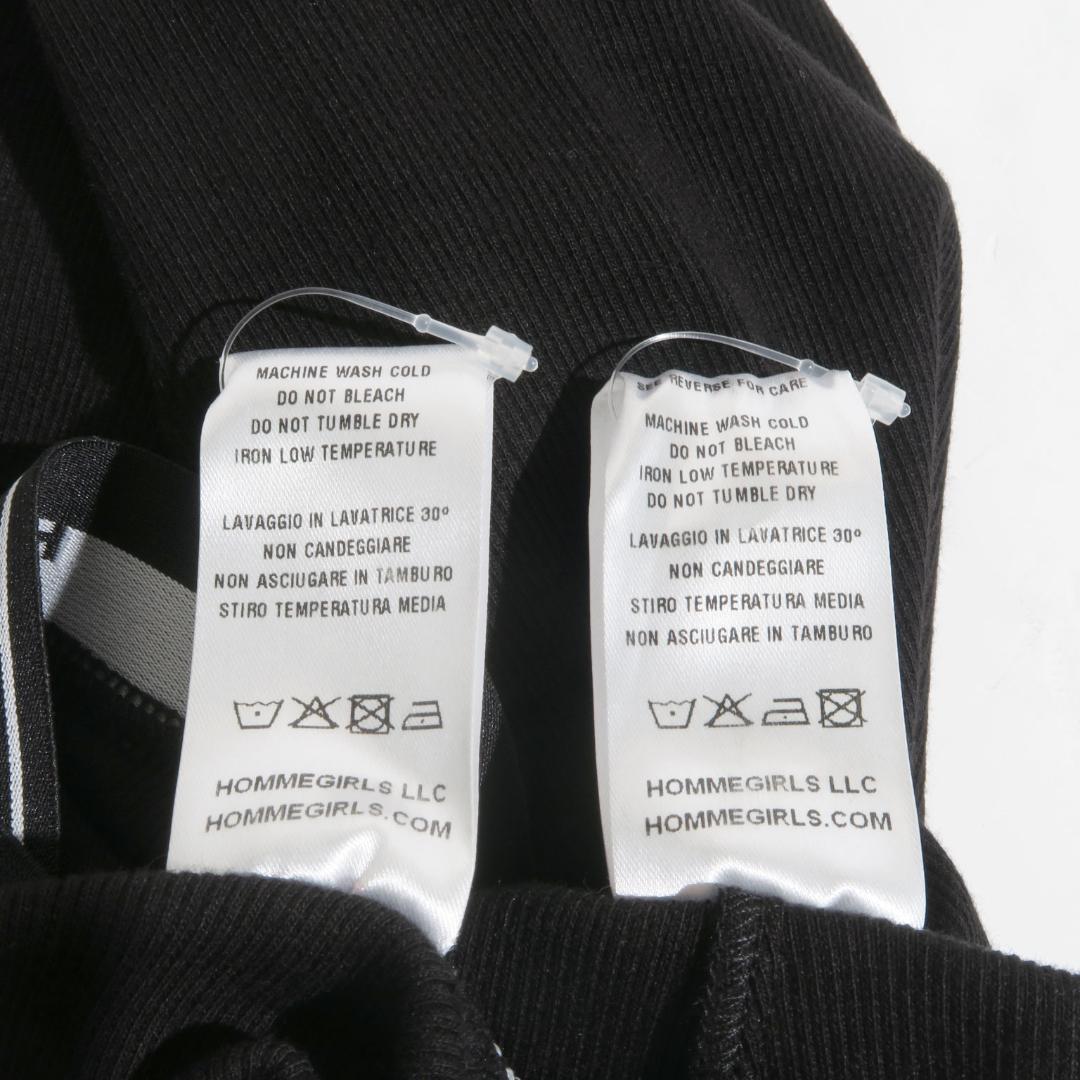 MACHINE WASH COLD
DO NOT BLEACH
DO NOT TUMBLE DRY
IRON LOW TEMPERATURE
LAVAGGIO IN LAVATRICE 30º
NON CANDEGGIARE
NON ASCIUGARE IN TAMBURO
STIRO TEMPERATURA MEDIA
HOMMEGIRLS LLC
HOMMEGIRLS.COM
SEE REVERSE FOR CARE
MACHINE WASH COLD
DO NOT BLEACH
IRON LOW TEMPERATURE
DO NOT TUMBLE DRY
LAVAGGIO IN LAVATRICE 30º
NON CANDEGGIARE
STIRO TEMPERATURA MEDIA
NON ASCIUGARE IN TAMBURO
HOMMEGIRLS LLC
HOMMEGIRLS.COM